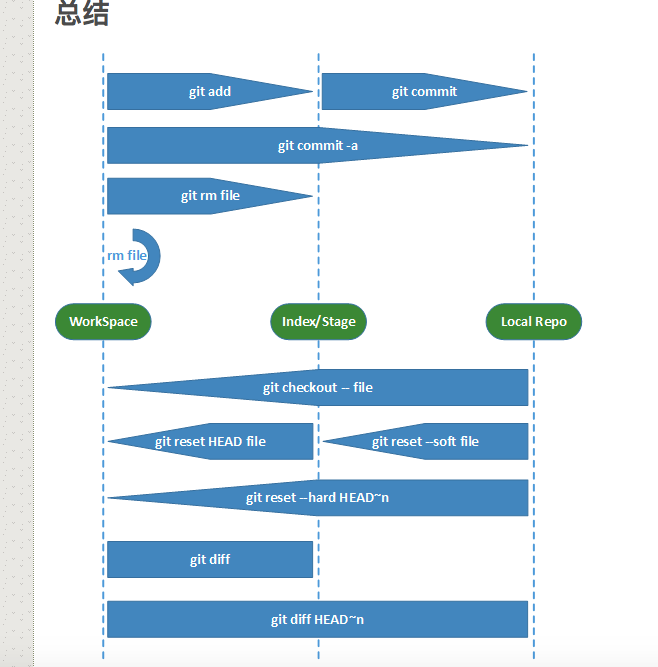 总结
git add
git commit
git commit -a
git rm file
rm file
WorkSpace
Index/Stage
Local Repo
git checkout -- file
git reset HEAD file
git reset --soft file
git reset --hard HEAD~n
git diff
git diff HEAD~n